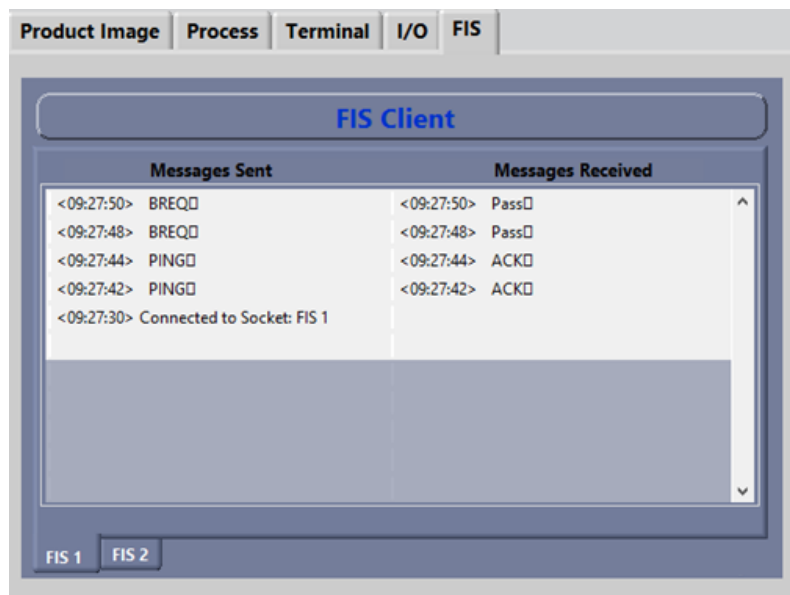 Product Image Process Terminal I/O FIS
FIS Client
Messages Sent Messages Received
<09:27:50> BREQ▯ <09:27:50> Pass▯
<09:27:48> BREQ▯ <09:27:48> Pass▯
<09:27:44> PING▯ <09:27:44> ACK▯
<09:27:42> PING▯ <09:27:42> ACK▯
<09:27:30> Connected to Socket: FIS 1
FIS 1 FIS 2